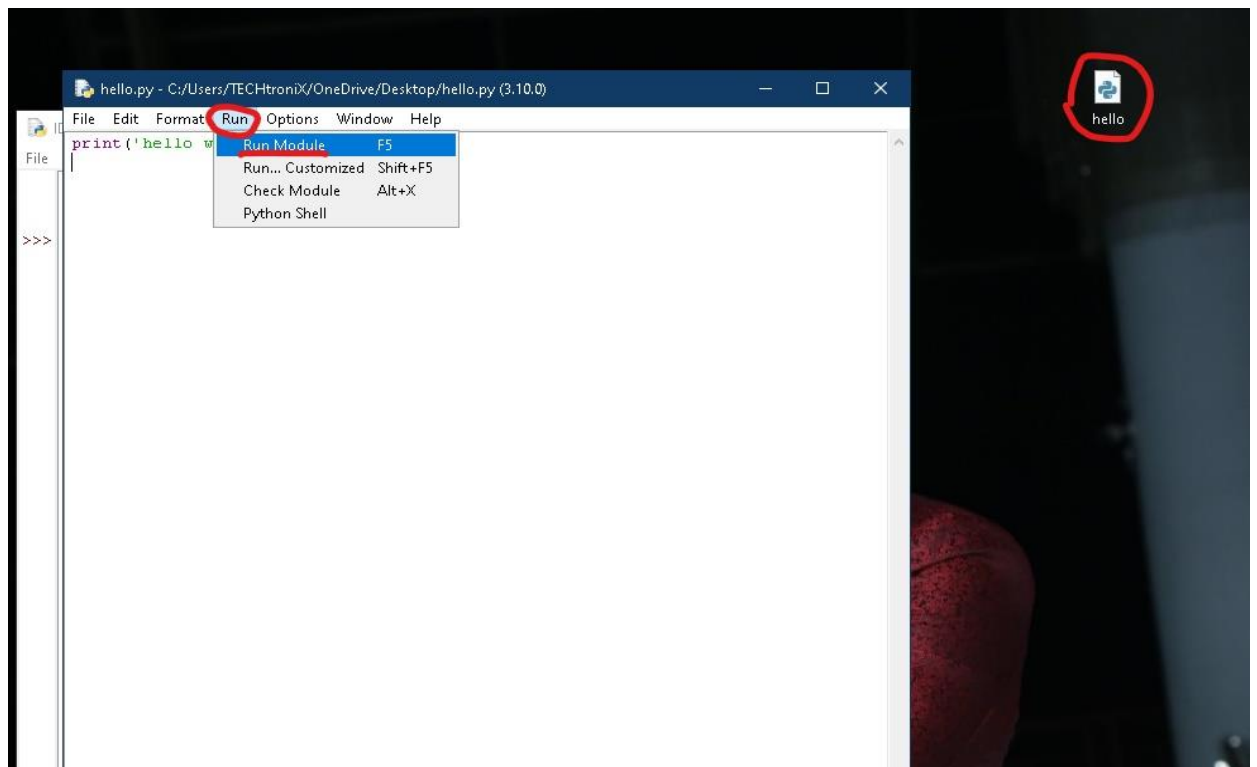 hello.py - C:/Users/TECHtroniX/OneDrive/Desktop/hello.py (3.10.0)
File Edit Format Run Options Window Help
print('hello w
Run Module F5
Run... Customized Shift+F5
Check Module Alt+X
Python Shell
File
>>>
hello